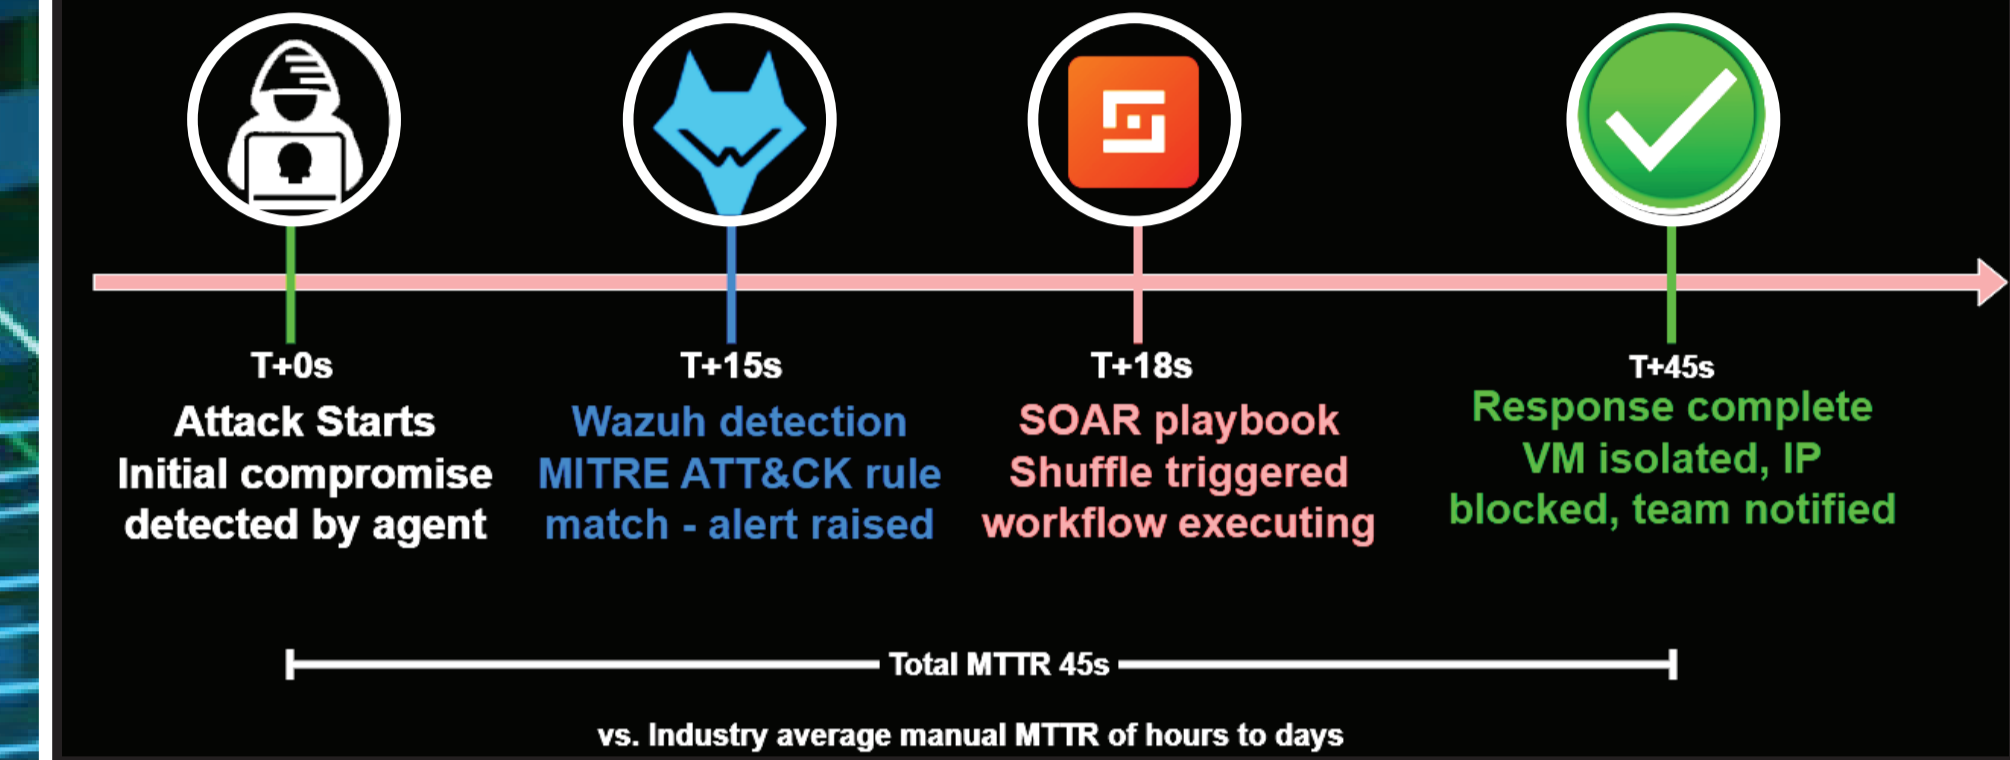 T+0s
Attack Starts
Initial compromise
detected by agent
T+15s
Wazuh detection
MITRE ATT&CK rule
match - alert raised
T+18s
SOAR playbook
Shuffle triggered
workflow executing
T+45s
Response complete
VM isolated, IP
blocked, team notified
Total MTTR 45s
vs. Industry average manual MTTR of hours to days